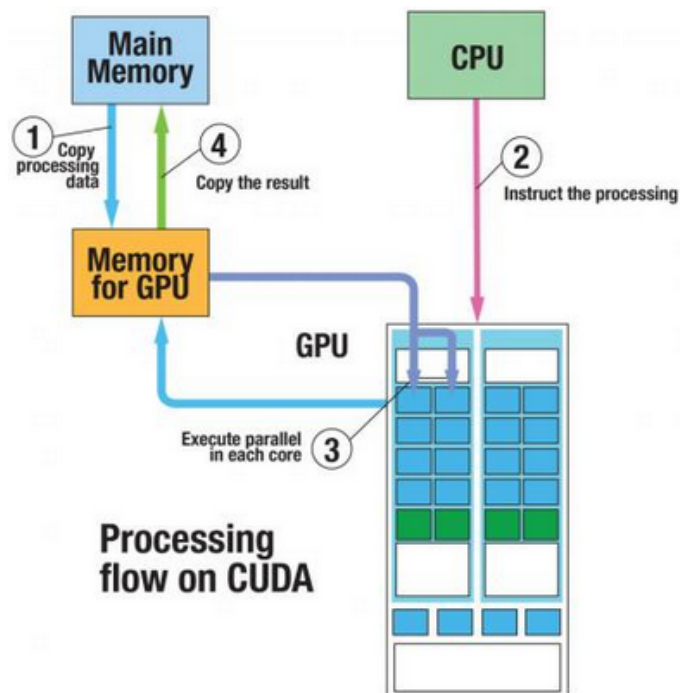 Main
Memory
CPU
1
Copy
processing
data
4
Copy the result
2
Instruct the processing
Memory
for GPU
GPU
Execute parallel
in each core
3
Processing
flow on CUDA